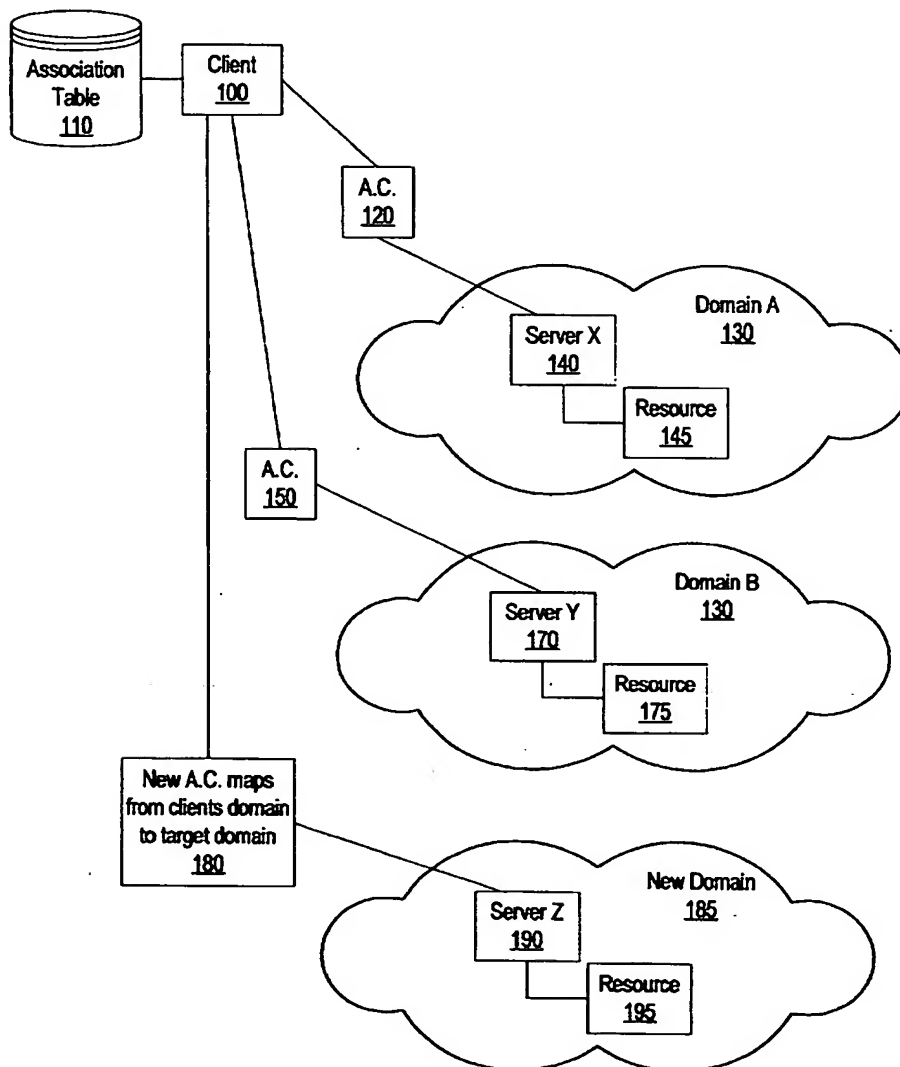 Association
Table
110
Client
100
A.C.
120
Domain A
130
Server X
140
Resource
145
A.C.
150
Domain B
130
Server Y
170
Resource
175
New A.C. maps
from clients domain
to target domain
180
New Domain
185
Server Z
190
Resource
195